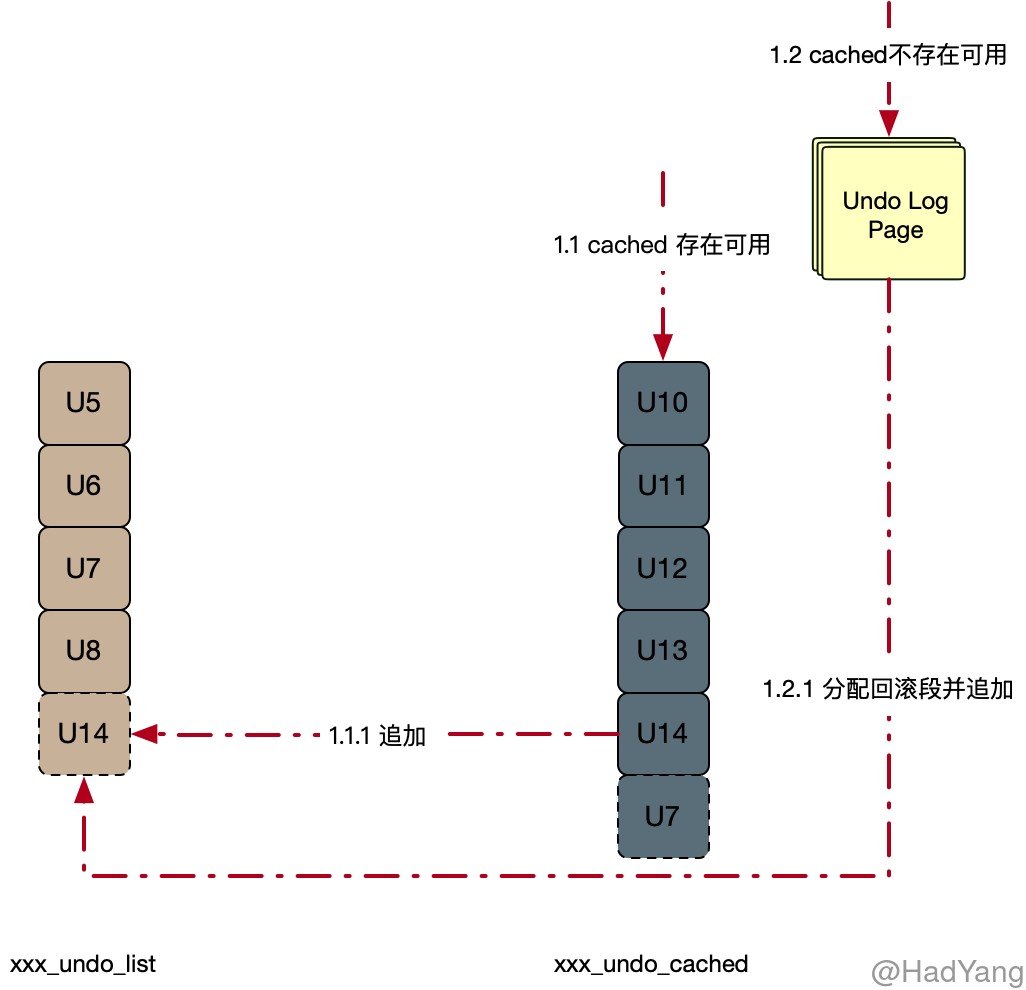 1.2 cached不存在可用
Undo Log
Page
1.1 cached 存在可用
U5
U6
U7
U8
U14
U10
U11
U12
U13
U14
U7
1.1.1 追加
1.2.1 分配回滚段并追加
xxx_undo_list
xxx_undo_cached
@HadYang